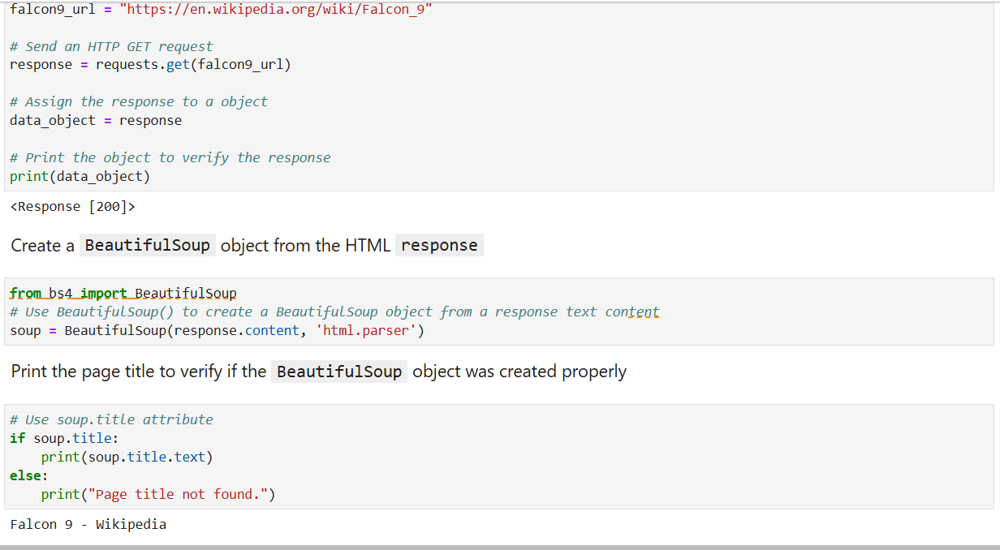 falcon9_url = "https://en.wikipedia.org/wiki/Falcon_9"
# Send an HTTP GET request
response = requests.get(falcon9_url)
# Assign the response to a object
data_object = response
# Print the object to verify the response
print(data_object)
<Response [200]>
Create a BeautifulSoup object from the HTML response
from bs4 import BeautifulSoup
# Use BeautifulSoup() to create a BeautifulSoup object from a response text content
soup = BeautifulSoup(response.content, 'html.parser')
Print the page title to verify if the BeautifulSoup object was created properly
# Use soup.title attribute
if soup.title:
    print(soup.title.text)
else:
    print("Page title not found.")
Falcon 9 - Wikipedia